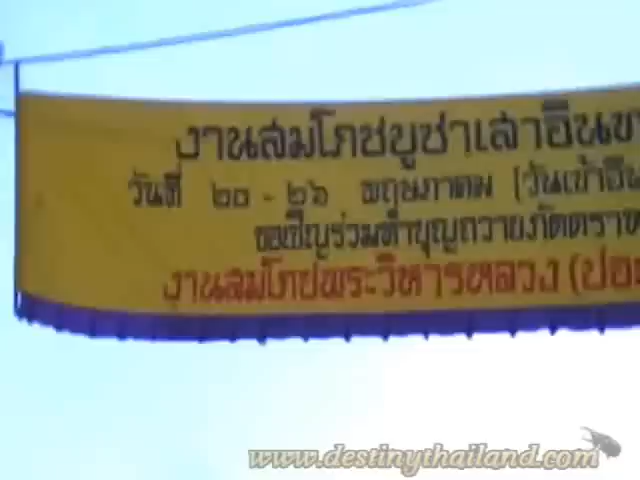 งานสมโภชบูชาเสาอินท
วันที่ ๒๐ - ๒๖ พฤษภาคม (วันเข้าอิน
ขอเชิญร่วมทำบุญถวายภัตตราห
งานสมโภชพระวิหารหลวง (ปอย
www.destinythailand.com